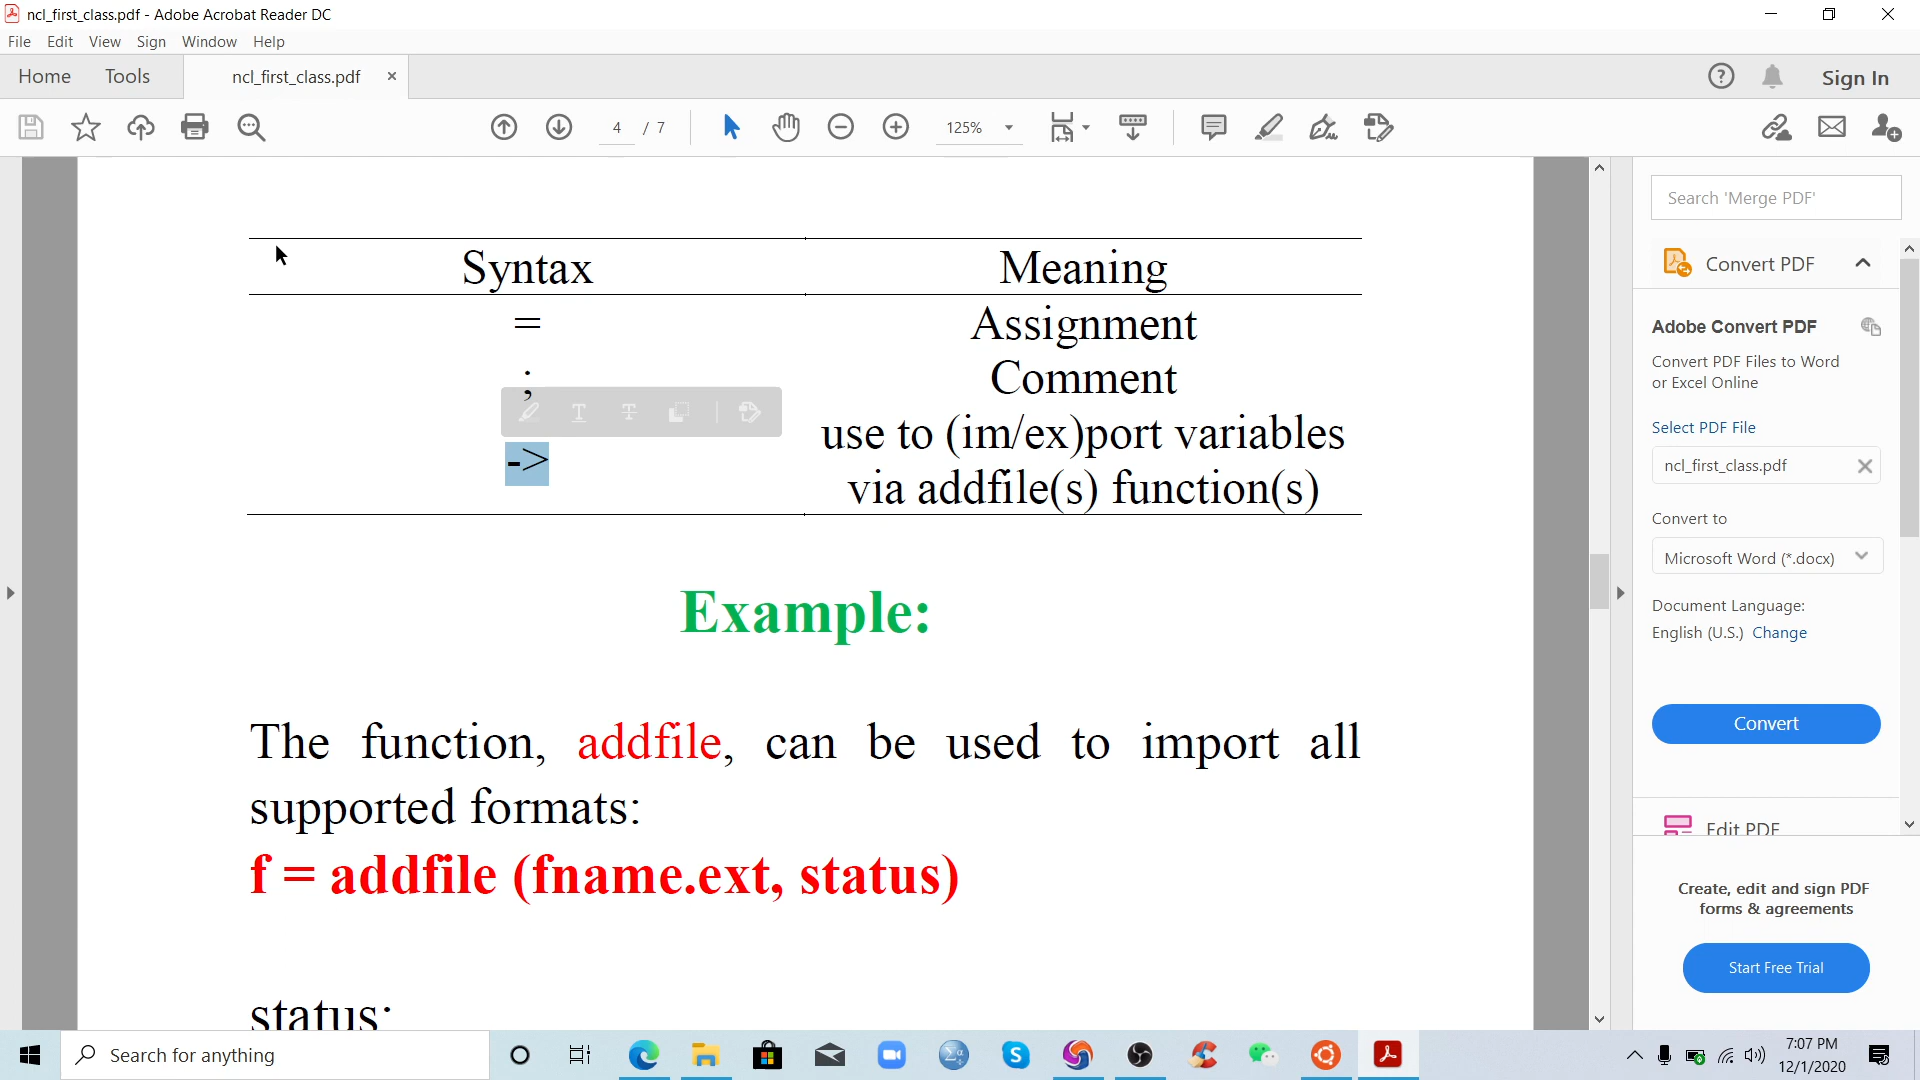 ncl_first_class.pdf - Adobe Acrobat Reader DC
File Edit View Sign Window Help
Home Tools ncl_first_class.pdf × Sign In
4 / 7 125%
Syntax Meaning
= Assignment
; Comment
-> use to (im/ex)port variables
via addfile(s) function(s)
Example:
The function, addfile, can be used to import all
supported formats:
f = addfile (fname.ext, status)
status:
Search 'Merge PDF'
Convert PDF
Adobe Convert PDF
Convert PDF Files to Word
or Excel Online
Select PDF File
ncl_first_class.pdf
Convert to
Microsoft Word (*.docx)
Document Language:
English (U.S.) Change
Convert
Edit PDF
Create, edit and sign PDF
forms & agreements
Start Free Trial
Search for anything
7:07 PM
12/1/2020